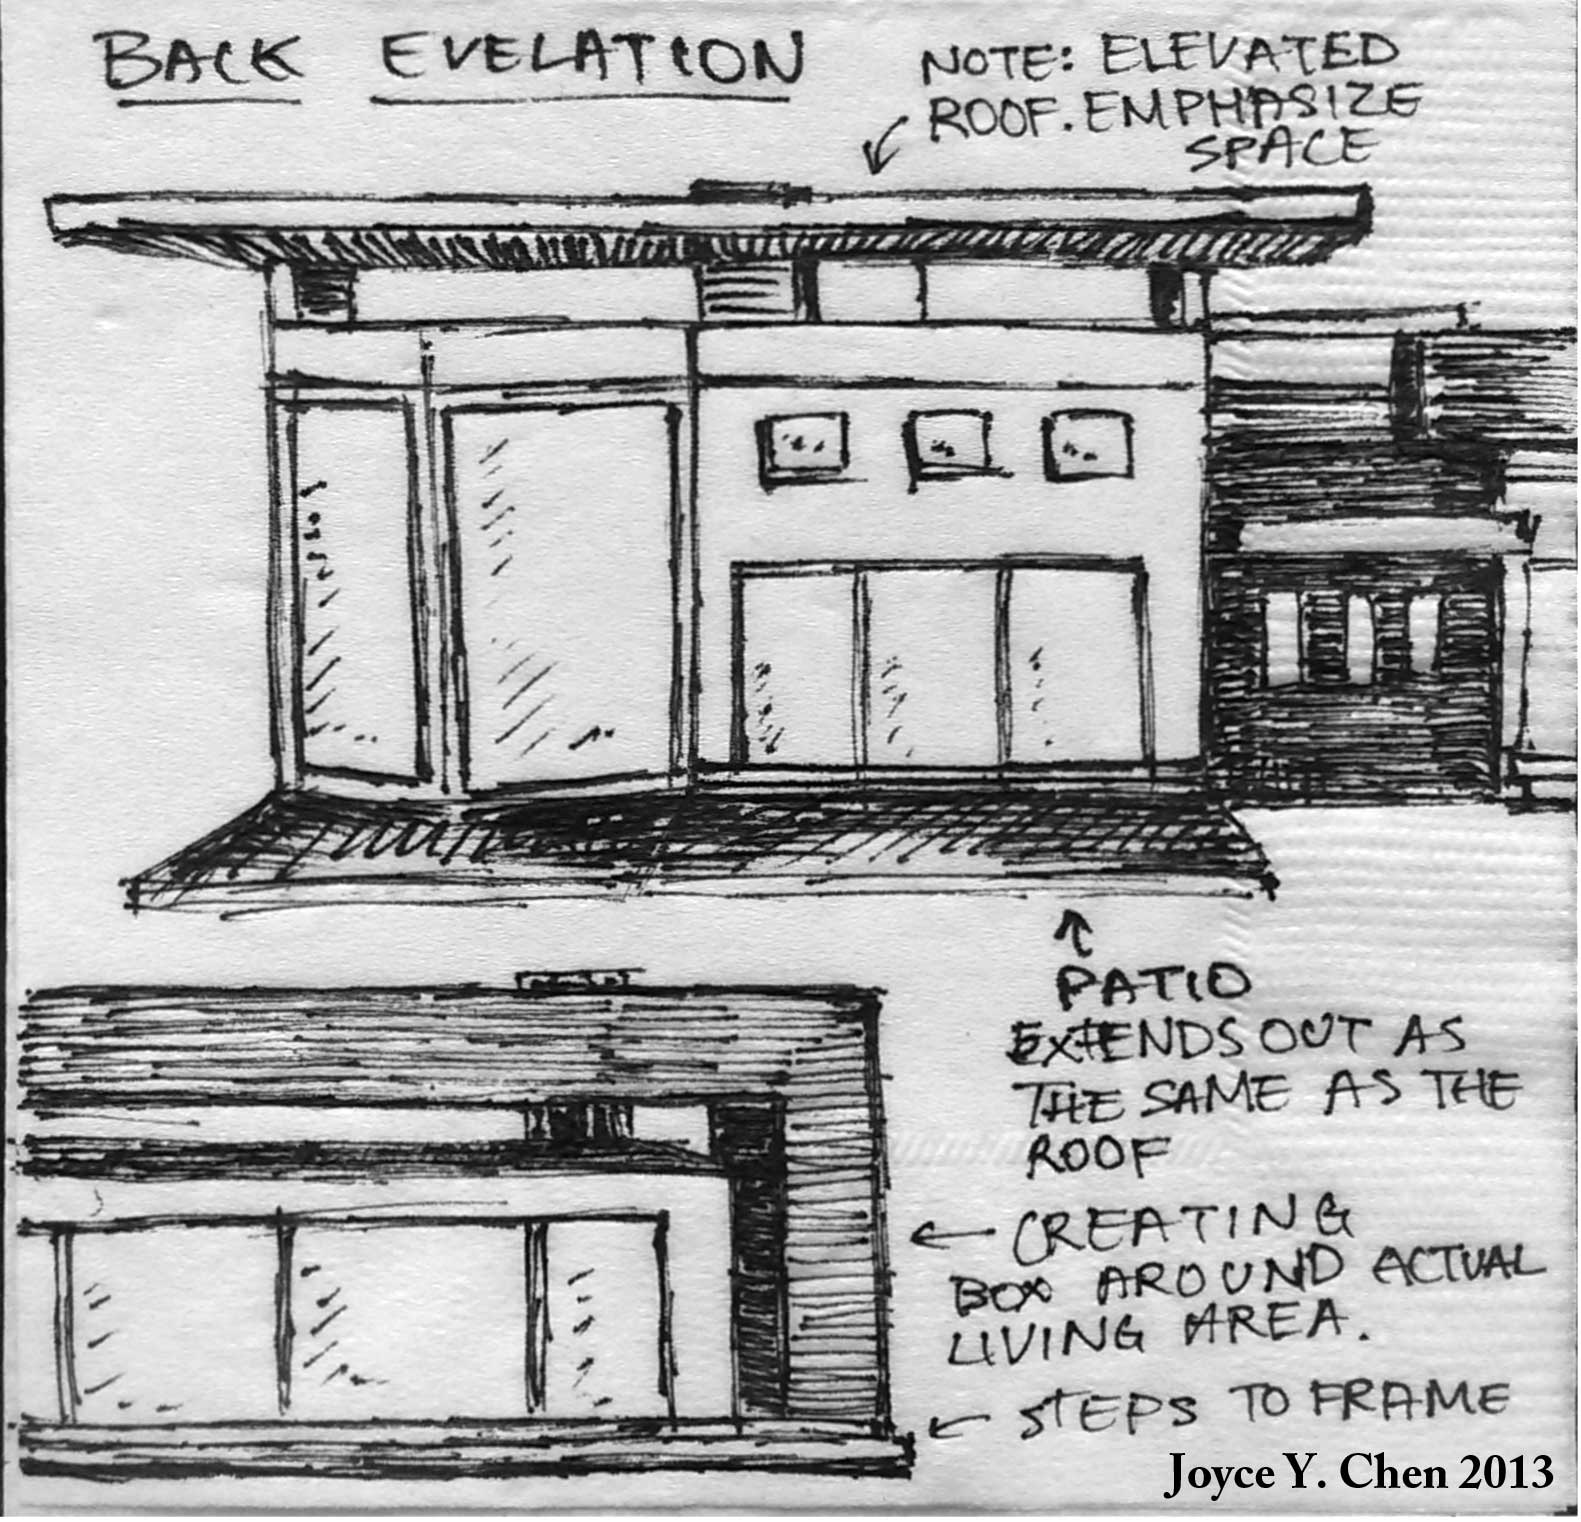 BACK EVELATION
NOTE: ELEVATED
ROOF. EMPHASIZE
SPACE
PATIO
EXTENDS OUT AS
THE SAME AS THE
ROOF
CREATING
BOX AROUND ACTUAL
LIVING AREA.
STEPS TO FRAME
Joyce Y. Chen 2013